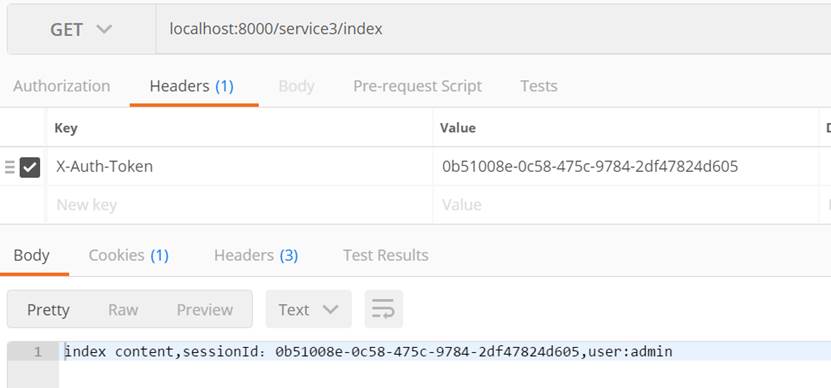 GET localhost:8000/service3/index
Authorization Headers (1) Body Pre-request Script Tests
Key Value D
X-Auth-Token 0b51008e-0c58-475c-9784-2df47824d605
New key Value
Body Cookies (1) Headers (3) Test Results
Pretty Raw Preview Text
1 index content,sessionId：0b51008e-0c58-475c-9784-2df47824d605,user:admin